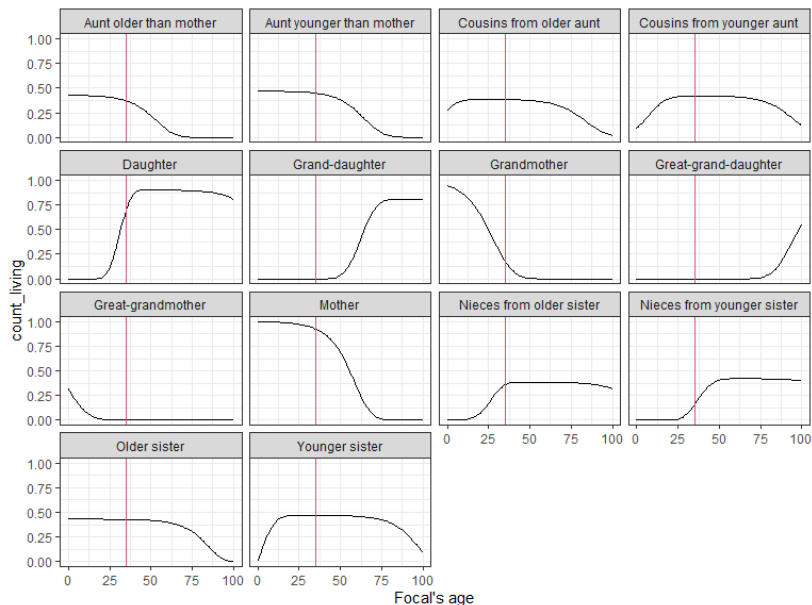 Aunt older than mother
Aunt younger than mother
Cousins from older aunt
Cousins from younger aunt
1.00
0.75
0.50
0.25
0.00
Daughter
Grand-daughter
Grandmother
Great-grand-daughter
1.00
0.75
0.50
0.25
0.00
Great-grandmother
Mother
Nieces from older sister
Nieces from younger sister
1.00
0.75
0.50
0.25
0.00
0 25 50 75 100
0 25 50 75 100
Older sister
Younger sister
1.00
0.75
0.50
0.25
0.00
0 25 50 75 100
0 25 50 75 100
count_living
Focal's age